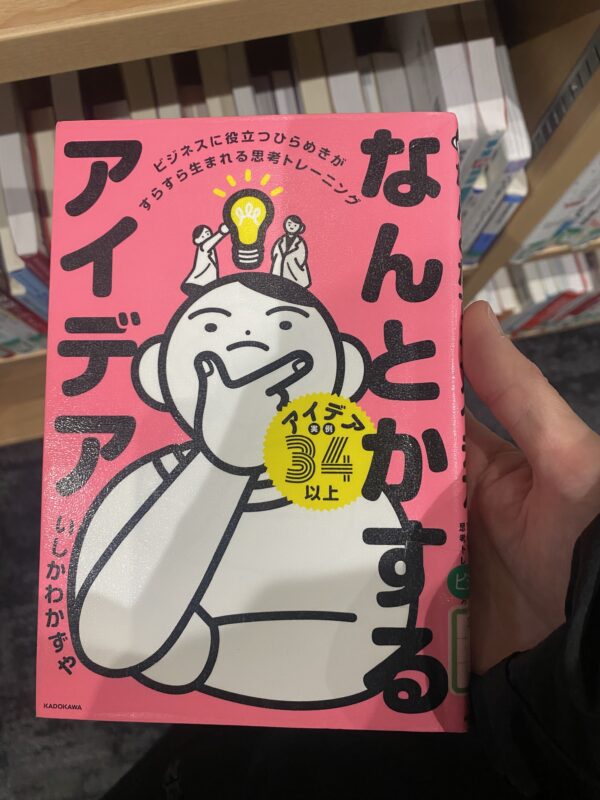 なんとかする
アイデア
ビジネスに役立つひらめきが
すらすら生まれる思考トレーニング
アイデア
実例
34
以上
いしかわかずや
KADOKAWA